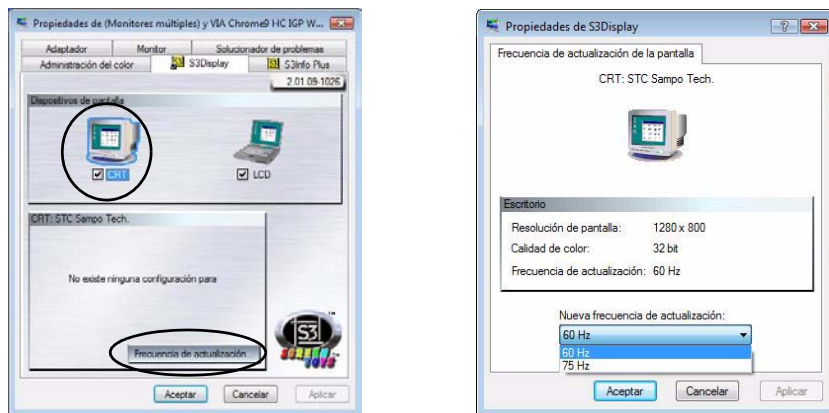 Propiedades de (Monitores múltiples) y VIA Chrome9 HC IGP W...
Adaptador Monitor Solucionador de problemas
Administración del color S3Display S3Info Plus
2.01.09-1026
Dispositivos de pantalla
CRT LCD
CRT: STC Sampo Tech.
No existe ninguna configuración para
S3
Frecuencia de actualización
Aceptar Cancelar Aplicar
Propiedades de S3Display
Frecuencia de actualización de la pantalla
CRT: STC Sampo Tech.
Escritorio
Resolución de pantalla: 1280 x 800
Calidad de color: 32 bit
Frecuencia de actualización: 60 Hz
Nueva frecuencia de actualización:
60 Hz
60 Hz
75 Hz
Aceptar Cancelar Aplicar